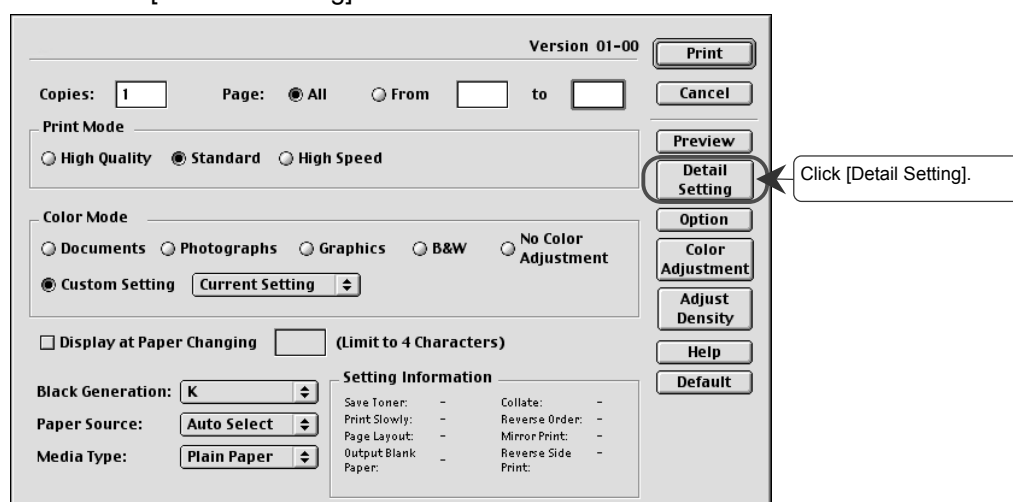 Version 01-00
Print
Copies: 1 Page: All From to
Cancel
Print Mode
High Quality Standard High Speed
Preview
Detail
Setting
Click [Detail Setting].
Color Mode
Documents Photographs Graphics B&W No Color
Adjustment
Custom Setting Current Setting
Option
Color
Adjustment
Adjust
Density
Display at Paper Changing (Limit to 4 Characters)
Help
Default
Black Generation: K
Paper Source: Auto Select
Media Type: Plain Paper
Setting Information
Save Toner: - Collate: -
Print Slowly: - Reverse Order: -
Page Layout: - Mirror Print: -
Output Blank
Paper: -
Reverse Side
Print: -